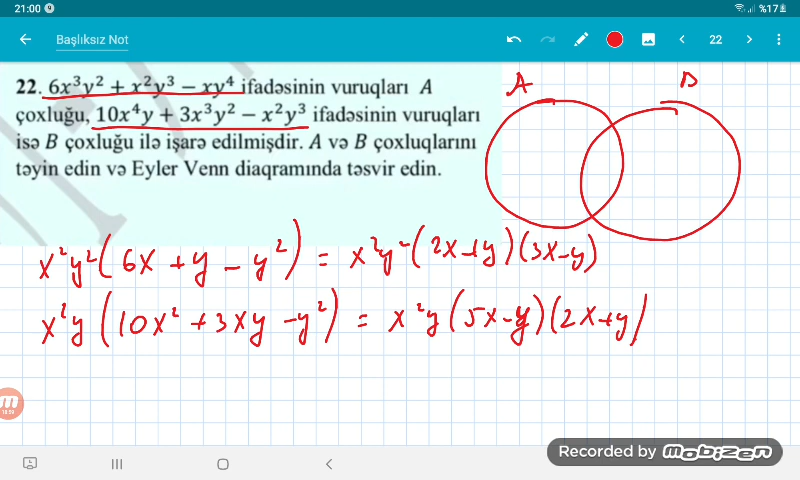 21:00 %17
Başlıksız Not 22
22. 6x³y² + x²y³ − xy⁴ ifadəsinin vuruqları A
çoxluğu, 10x⁴y + 3x³y² − x²y³ ifadəsinin vuruqları
isə B çoxluğu ilə işarə edilmişdir. A və B çoxluqlarını
təyin edin və Eyler Venn diaqramında təsvir edin.
A B
x²y²(6x + y − y²) = x²y²(2x+y)(3x−y)
x²y(10x² + 3xy − y²) = x²y(5x−y)(2x+y)
Recorded by mobizen